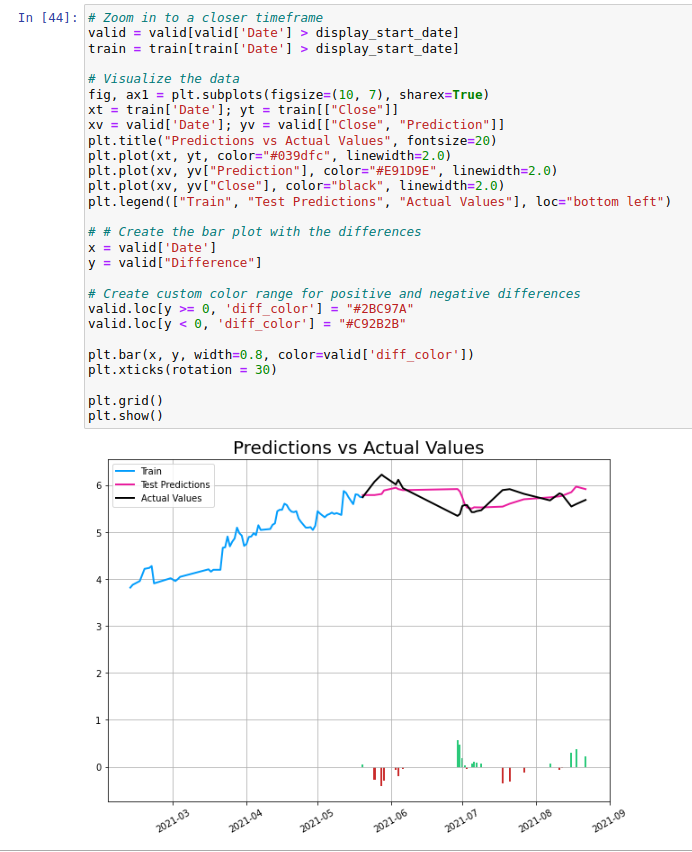 In [44]:
# Zoom in to a closer timeframe
valid = valid[valid['Date'] > display_start_date]
train = train[train['Date'] > display_start_date]
# Visualize the data
fig, ax1 = plt.subplots(figsize=(10, 7), sharex=True)
xt = train['Date']; yt = train[["Close"]]
xv = valid['Date']; yv = valid[["Close", "Prediction"]]
plt.title("Predictions vs Actual Values", fontsize=20)
plt.plot(xt, yt, color="#039dfc", linewidth=2.0)
plt.plot(xv, yv["Prediction"], color="#E91D9E", linewidth=2.0)
plt.plot(xv, yv["Close"], color="black", linewidth=2.0)
plt.legend(["Train", "Test Predictions", "Actual Values"], loc="bottom left")
# # Create the bar plot with the differences
x = valid['Date']
y = valid["Difference"]
# Create custom color range for positive and negative differences
valid.loc[y >= 0, 'diff_color'] = "#2BC97A"
valid.loc[y < 0, 'diff_color'] = "#C92B2B"
plt.bar(x, y, width=0.8, color=valid['diff_color'])
plt.xticks(rotation = 30)
plt.grid()
plt.show()
Predictions vs Actual Values
Train
Test Predictions
Actual Values
6
5
4
3
2
1
0
2021-03
2021-04
2021-05
2021-06
2021-07
2021-08
2021-09